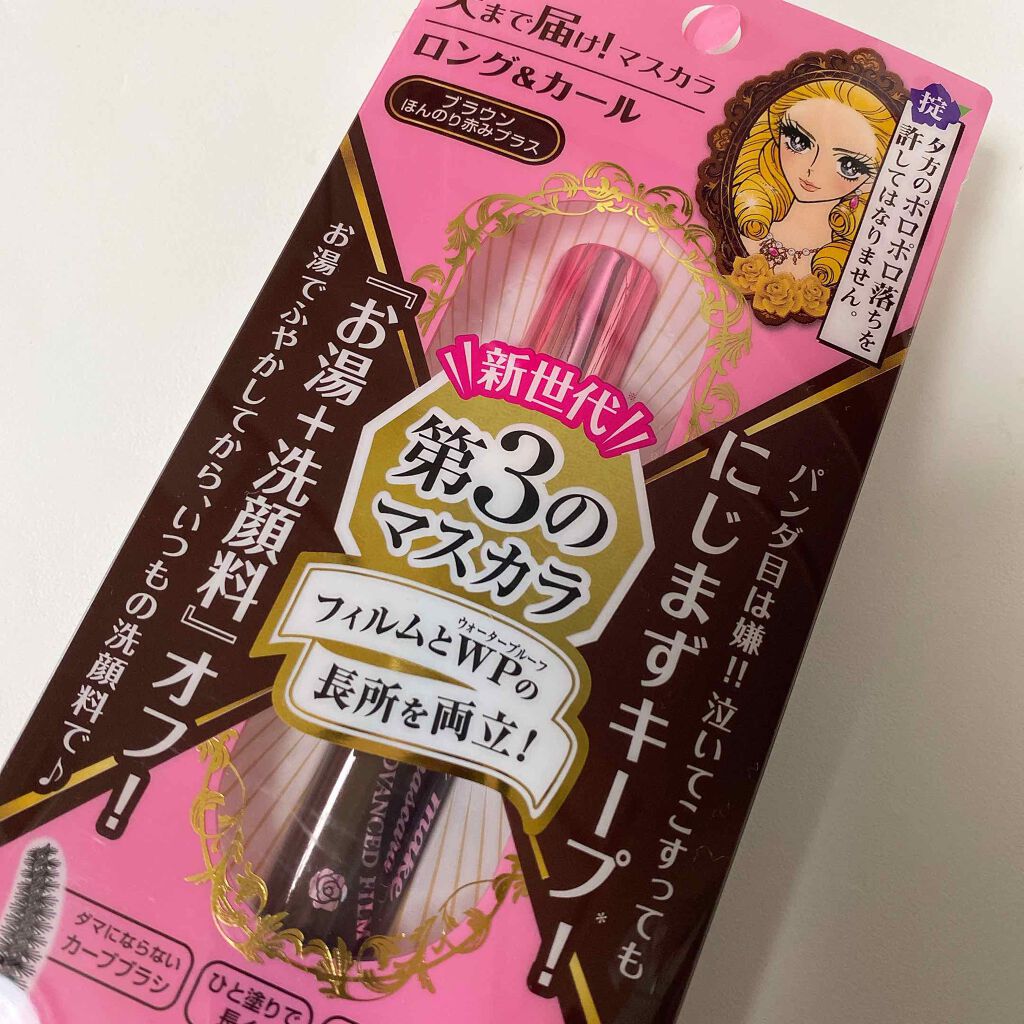 まで届け!マスカラ
ロング&カール
ブラウン
ほんのり赤みプラス
掟
夕方のポロポロ落ちを
許してはなりません。
新世代*
第3の
マスカラ
フィルムとWPの
ウォータープルーフ
長所を両立!
パンダ目は嫌!!泣いてこすっても
にじまずキープ!*
『お湯+洗顔料』オフ!
お湯でふやかしてから、いつもの洗顔料で♪
make
mascara
ADVANCED FILM
ダマにならない
カーブブラシ
ひと塗りで
長く